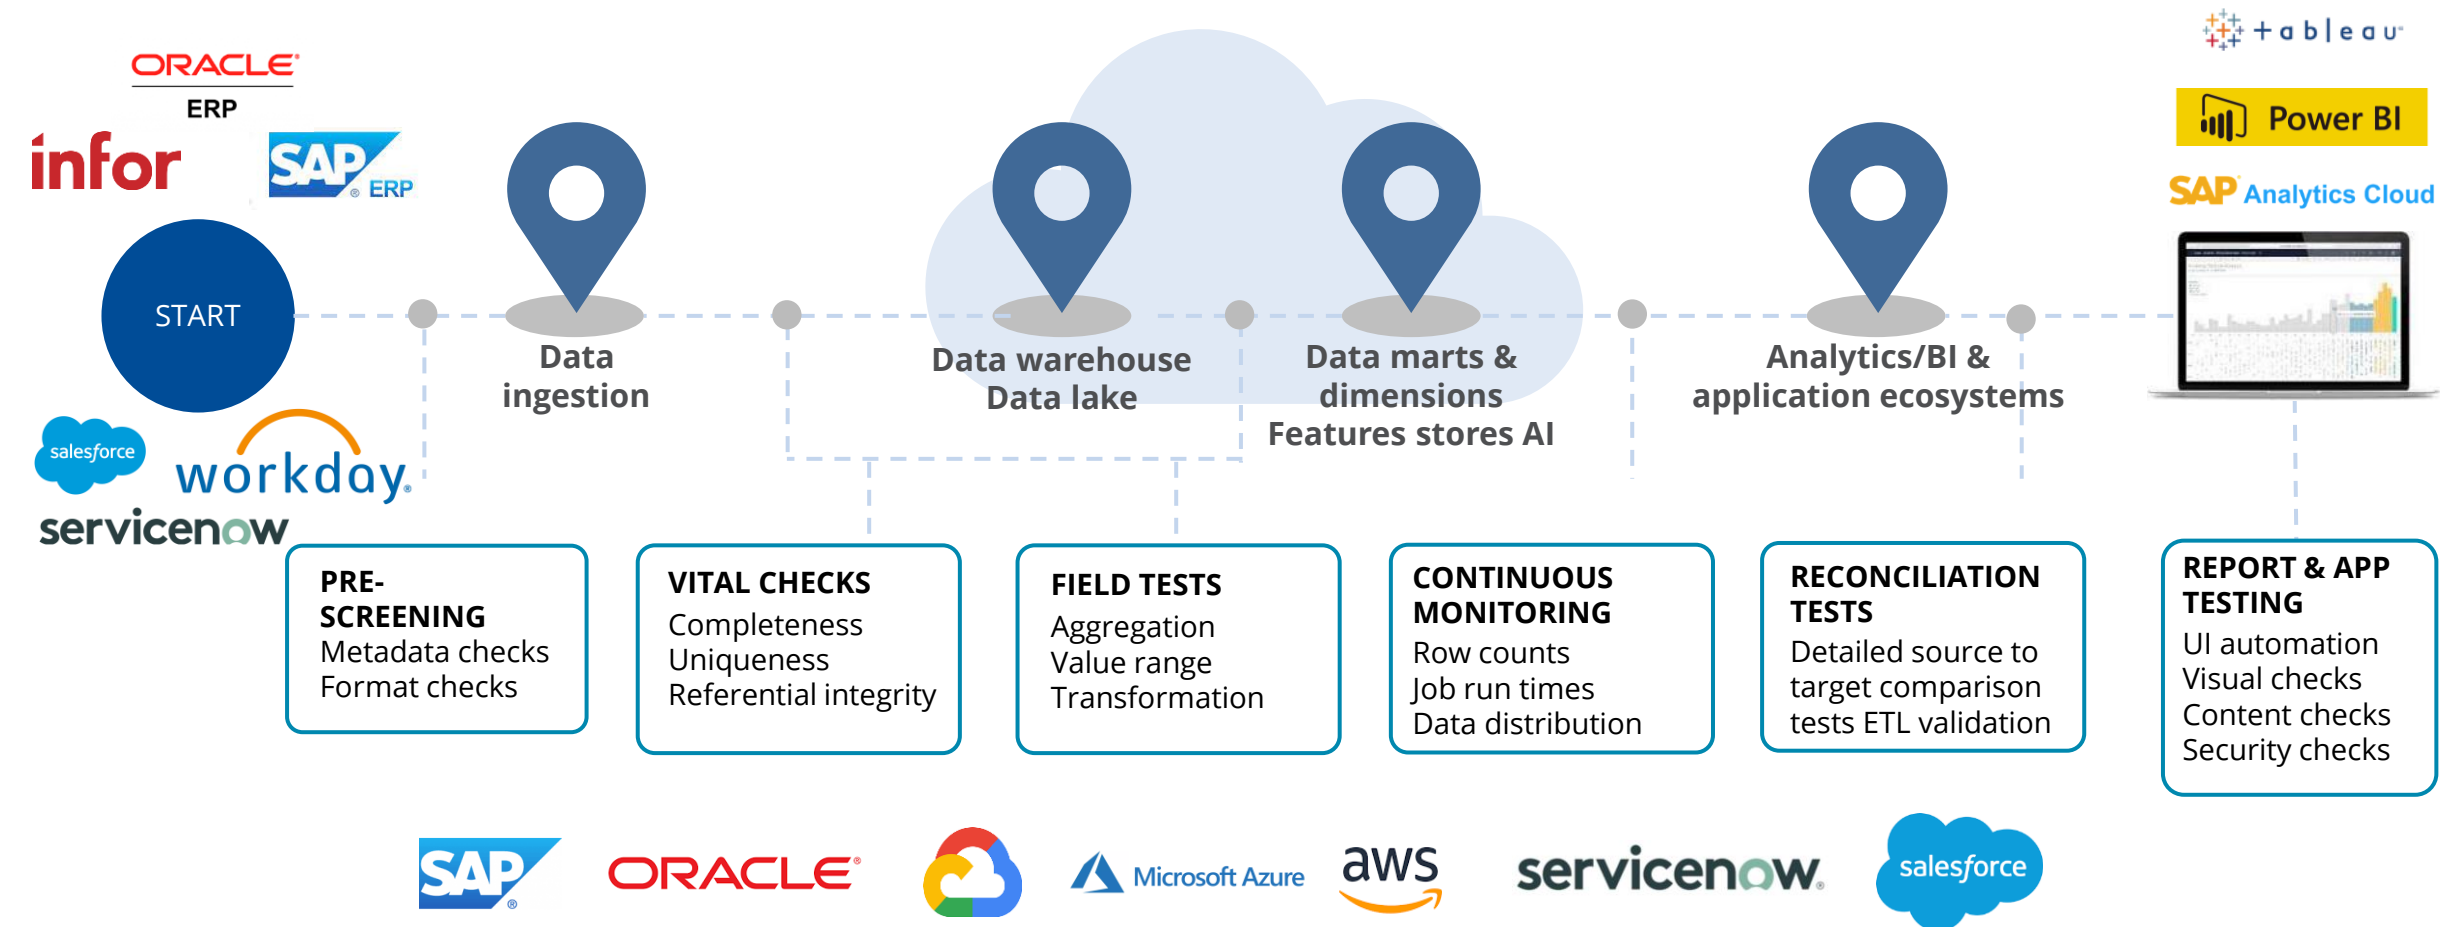 ORACLE
ERP
infor
SAP ERP
START
salesforce
workday
servicenow
Data
ingestion
Data warehouse
Data lake
Data marts &
dimensions
Features stores AI
Analytics/BI &
application ecosystems
+ableau
Power BI
SAP Analytics Cloud
PRE-
SCREENING
Metadata checks
Format checks
VITAL CHECKS
Completeness
Uniqueness
Referential integrity
FIELD TESTS
Aggregation
Value range
Transformation
CONTINUOUS
MONITORING
Row counts
Job run times
Data distribution
RECONCILIATION
TESTS
Detailed source to
target comparison
tests ETL validation
REPORT & APP
TESTING
UI automation
Visual checks
Content checks
Security checks
SAP
ORACLE
Microsoft Azure
aws
servicenow
salesforce